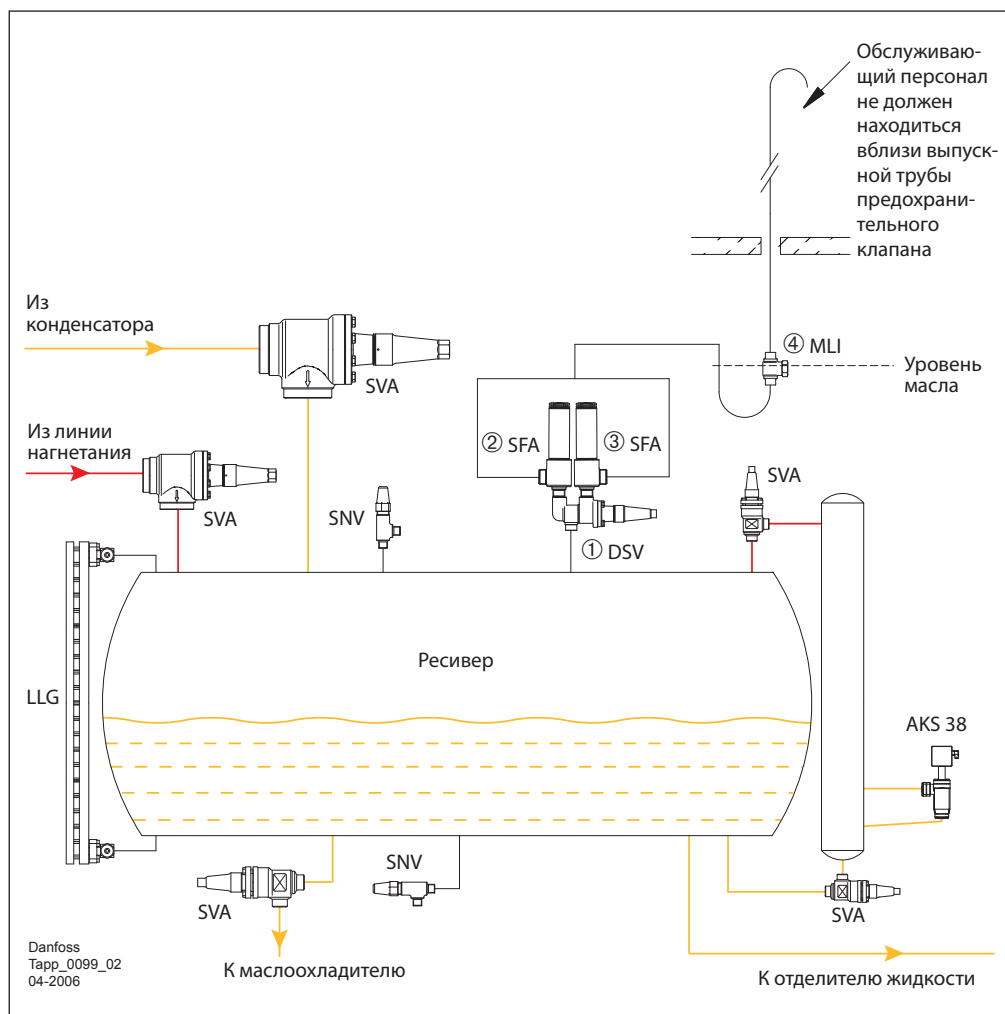 Обслуживаю-
щий персонал
не должен
находиться
вблизи выпуск-
ной трубы
предохрани-
тельного
клапана
Из
конденсатора
SVA
④ MLI
Уровень
масла
Из линии
нагнетания
SVA
SNV
② SFA
③ SFA
① DSV
SVA
LLG
Ресивер
AKS 38
SVA
SNV
SVA
К маслоохладителю
К отделителю жидкости
Danfoss
Tapp_0099_02
04-2006